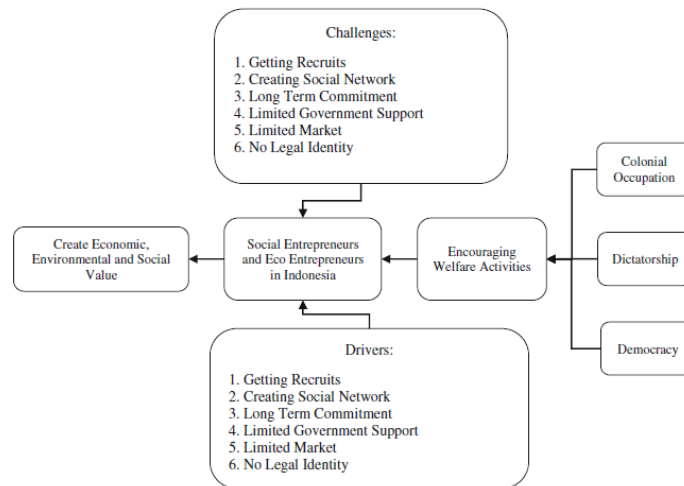 Challenges:
1. Getting Recruits
2. Creating Social Network
3. Long Term Commitment
4. Limited Government Support
5. Limited Market
6. No Legal Identity
Colonial
Occupation
Create Economic,
Environmental and Social
Value
Social Entrepreneurs
and Eco Entrepreneurs
in Indonesia
Encouraging
Welfare Activities
Dictatorship
Democracy
Drivers:
1. Getting Recruits
2. Creating Social Network
3. Long Term Commitment
4. Limited Government Support
5. Limited Market
6. No Legal Identity